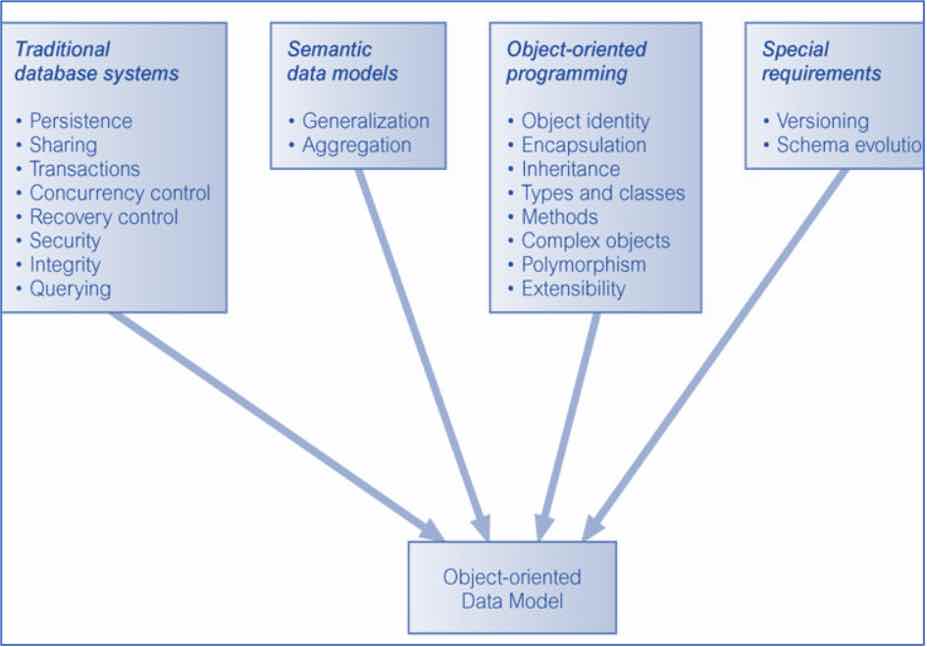 Traditional
database systems
• Persistence
• Sharing
• Transactions
• Concurrency control
• Recovery control
• Security
• Integrity
• Querying
Semantic
data models
• Generalization
• Aggregation
Object-oriented
programming
• Object identity
• Encapsulation
• Inheritance
• Types and classes
• Methods
• Complex objects
• Polymorphism
• Extensibility
Special
requirements
• Versioning
• Schema evolutio
Object-oriented
Data Model